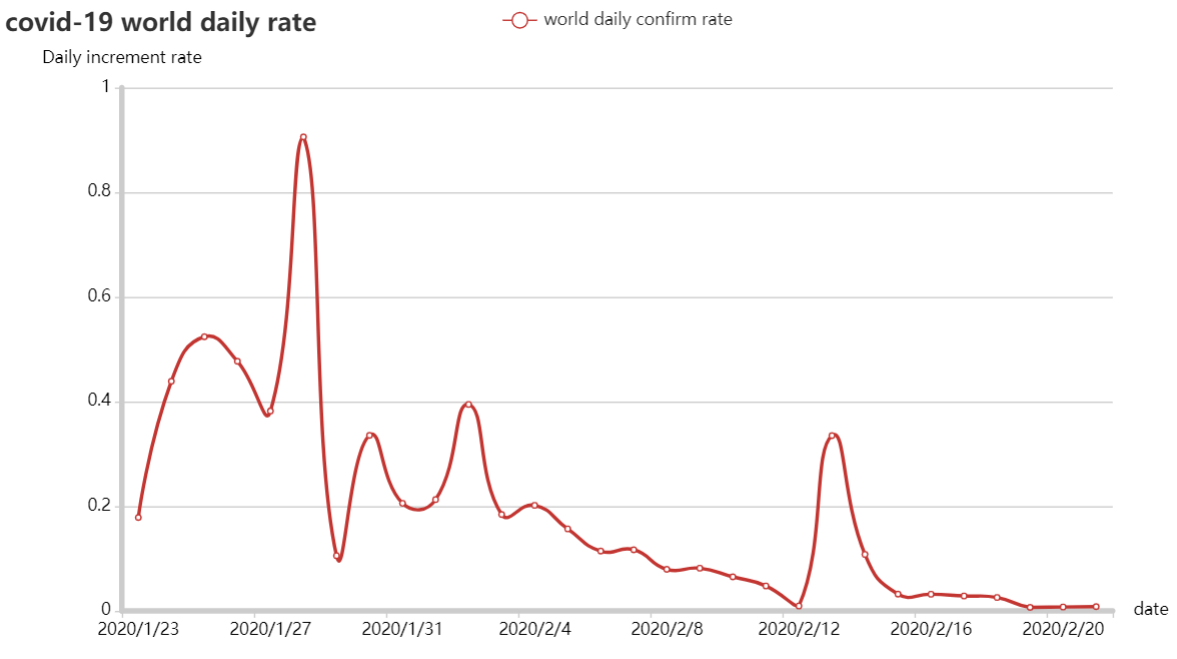 covid-19 world daily rate
world daily confirm rate
Daily increment rate
1
0.8
0.6
0.4
0.2
0
2020/1/23 2020/1/27 2020/1/31 2020/2/4 2020/2/8 2020/2/12 2020/2/16 2020/2/20
date